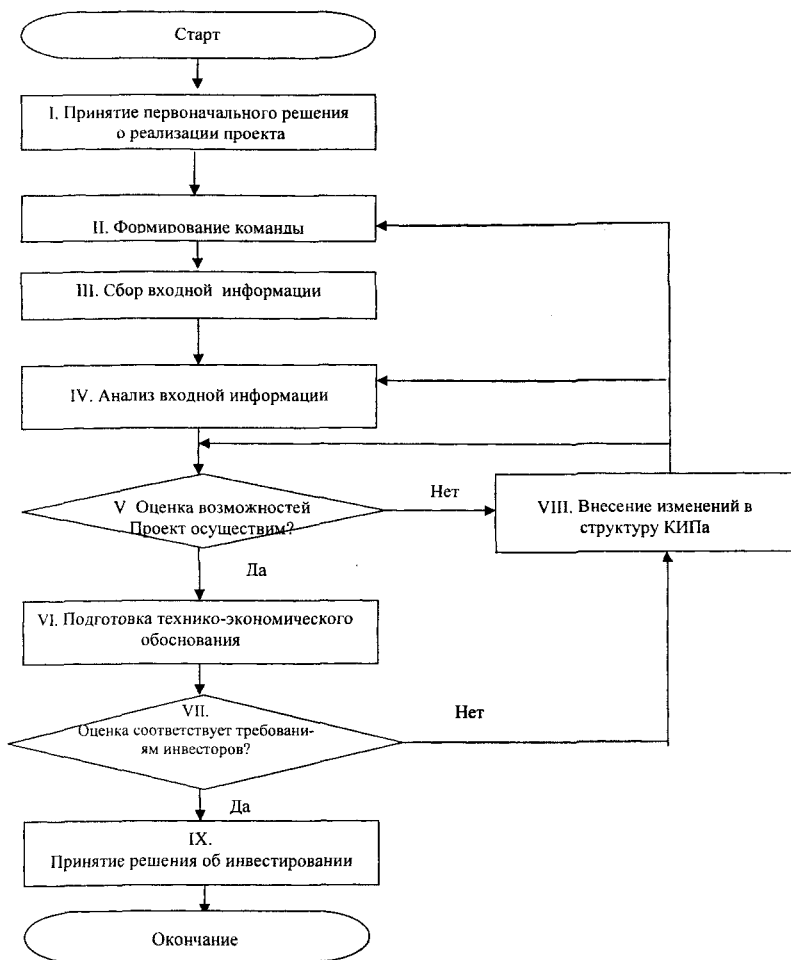 Старт
I. Принятие первоначального решения
о реализации проекта
II. Формирование команды
III. Сбор входной информации
IV. Анализ входной информации
V Оценка возможностей
Проект осуществим?
Нет
VIII. Внесение изменений в
структуру КИПа
Да
VI. Подготовка технико-экономического
обоснования
VII.
Оценка соответствует требовани-
ям инвесторов?
Нет
Да
IX.
Принятие решения об инвестировании
Окончание